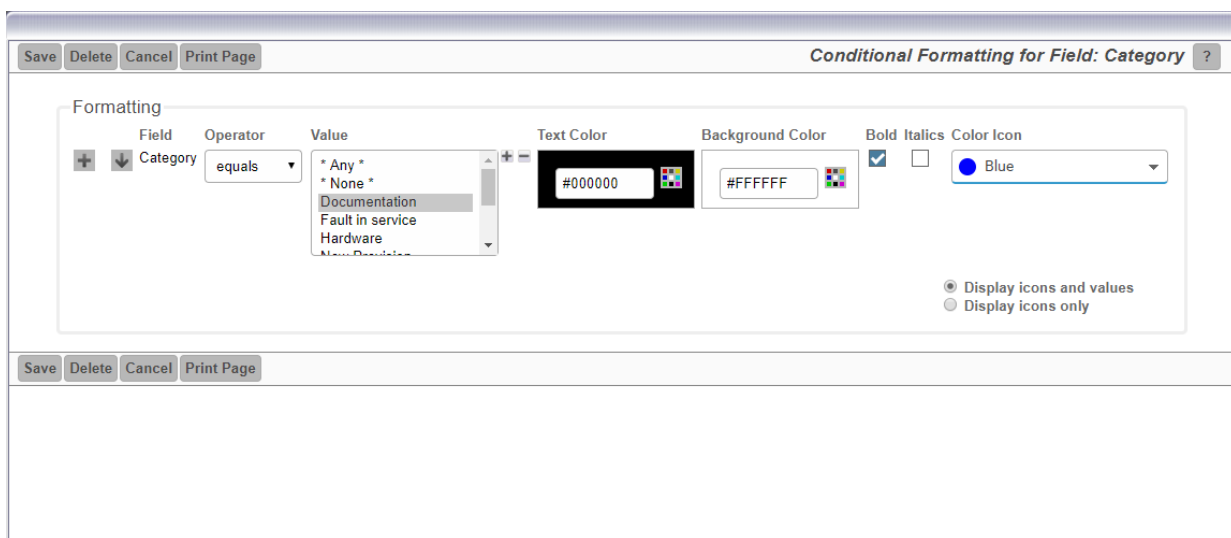 Save Delete Cancel Print Page Conditional Formatting for Field: Category ?
Formatting
Field Operator Value Text Color Background Color Bold Italics Color Icon
Category equals * Any * #000000 #FFFFFF Blue
* None *
Documentation
Fault in service
Hardware
New Provision
Display icons and values
Display icons only
Save Delete Cancel Print Page